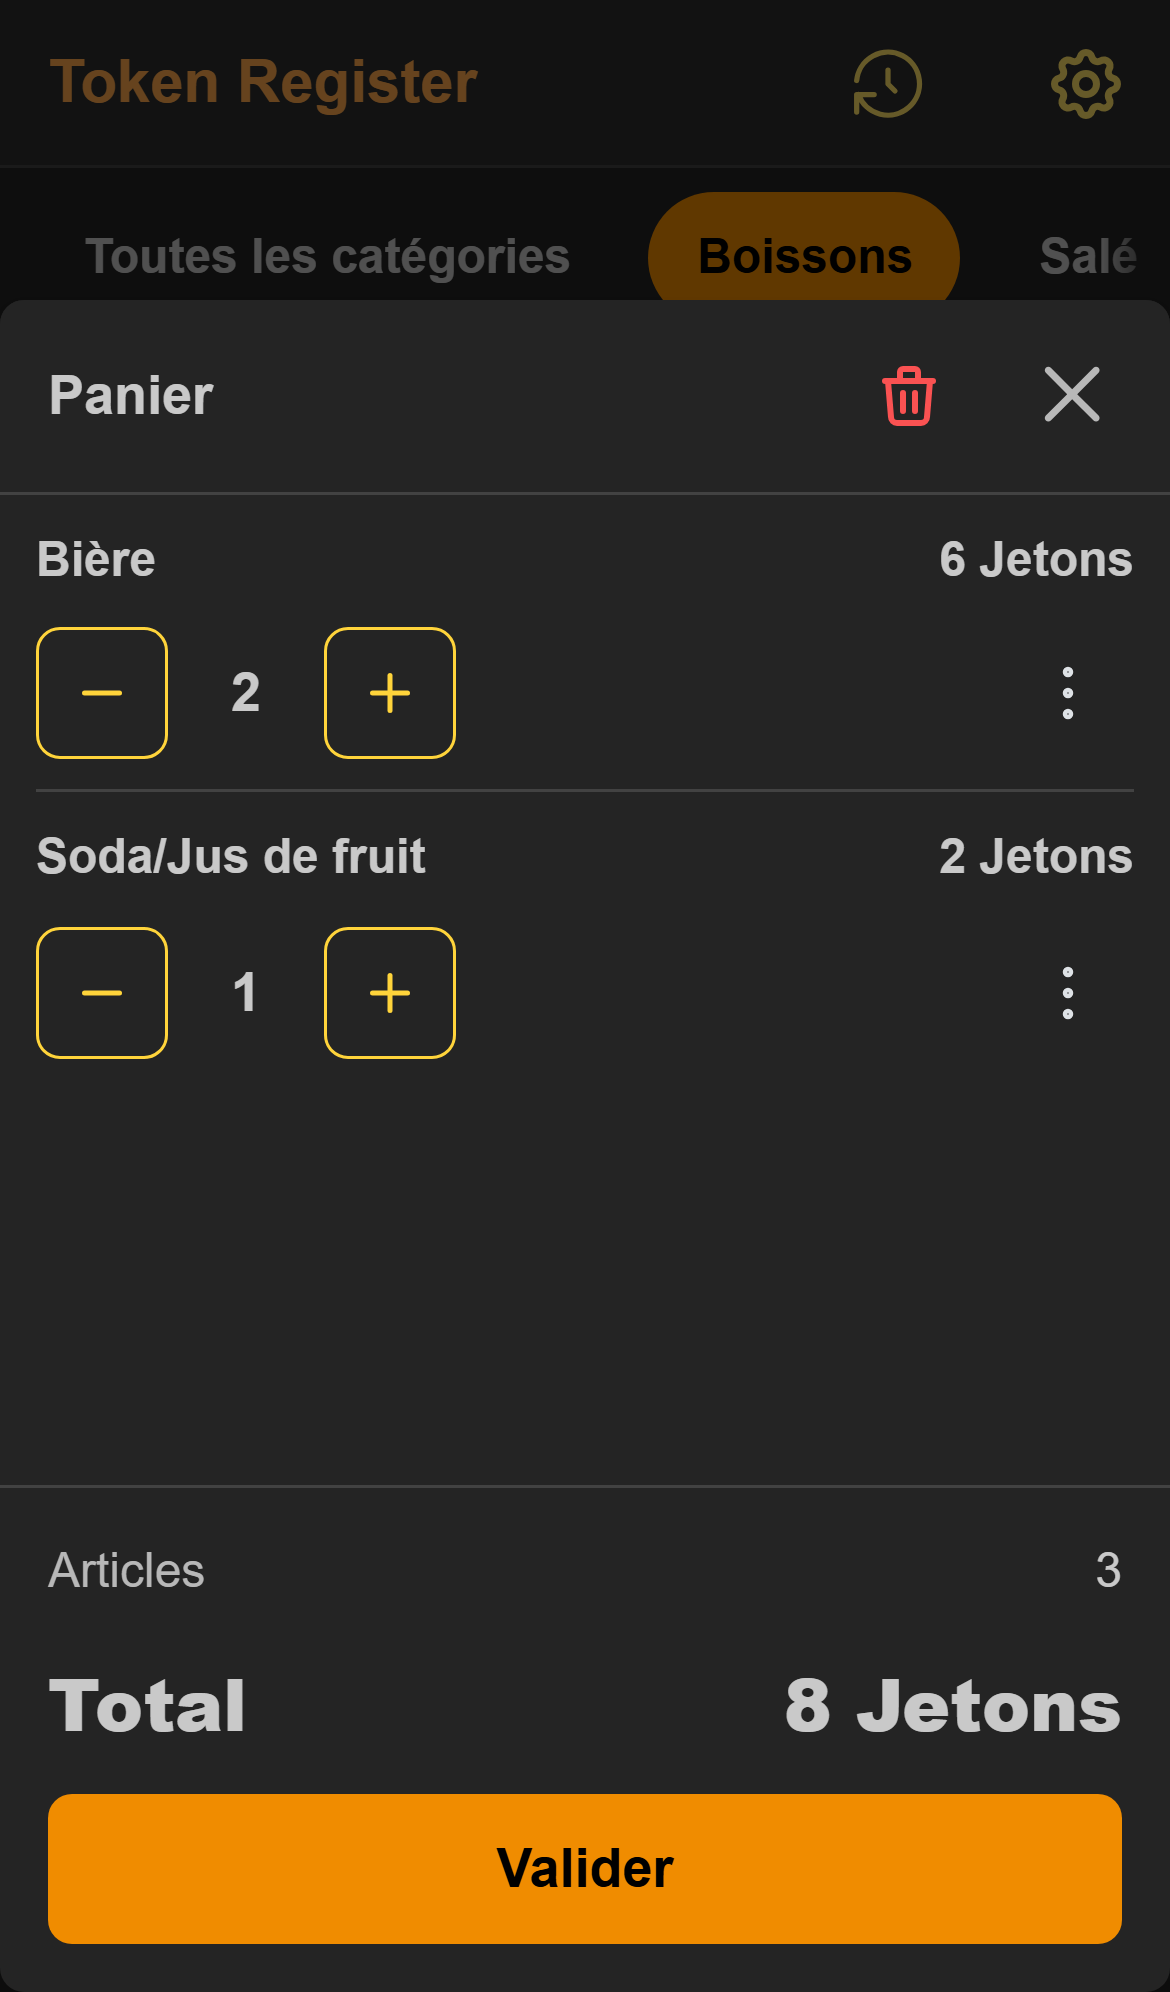 Token Register
Toutes les catégories Boissons Salé
Panier
Bière 6 Jetons
2
Soda/Jus de fruit 2 Jetons
1
Articles 3
Total 8 Jetons
Valider